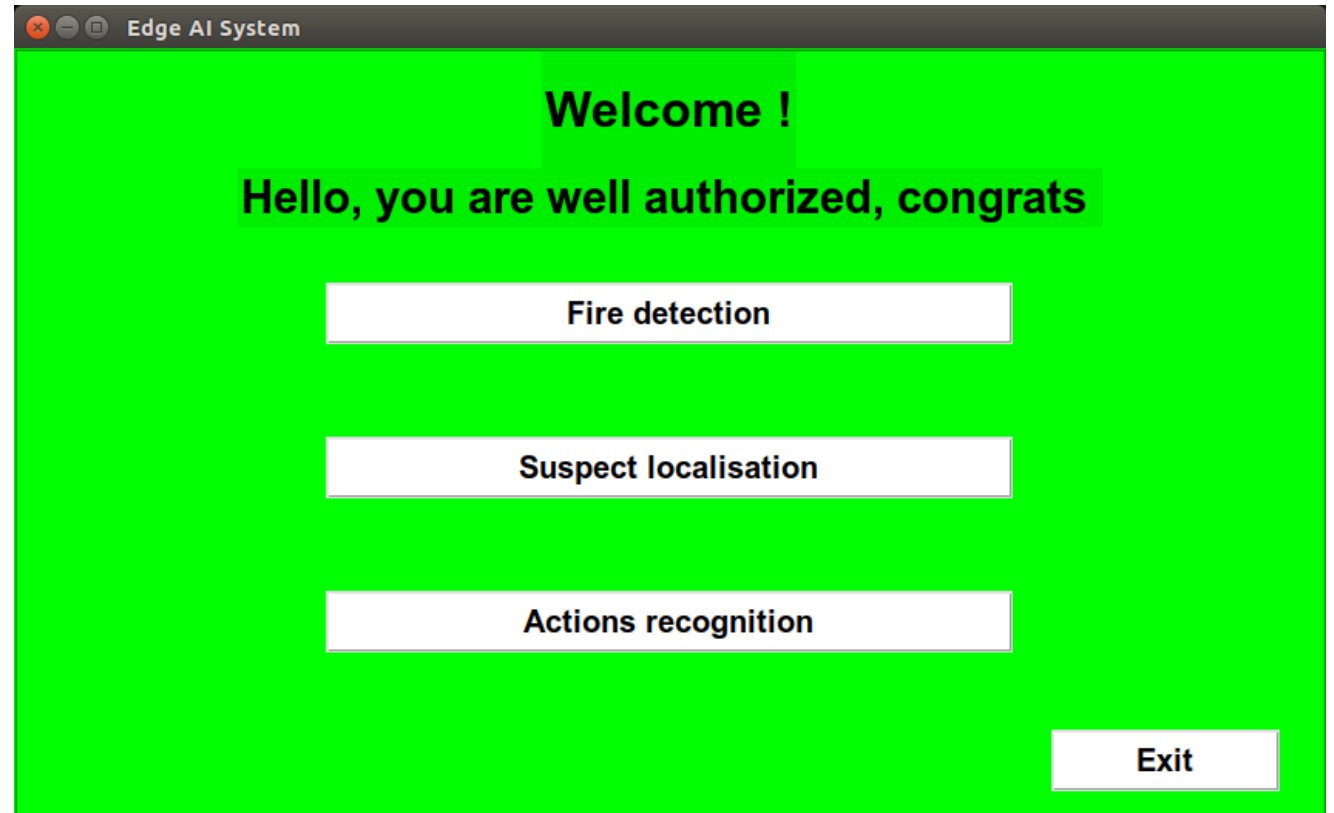 Edge AI System
Welcome !
Hello, you are well authorized, congrats
Fire detection
Suspect localisation
Actions recognition
Exit